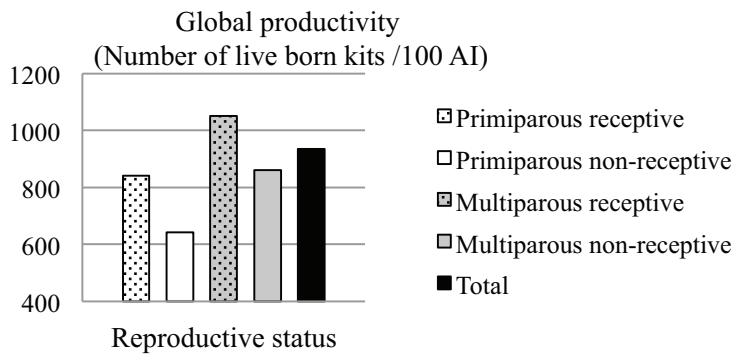 Global productivity
(Number of live born kits /100 AI)
1200
1000
800
600
400
Reproductive status
Primiparous receptive
Primiparous non-receptive
Multiparous receptive
Multiparous non-receptive
Total